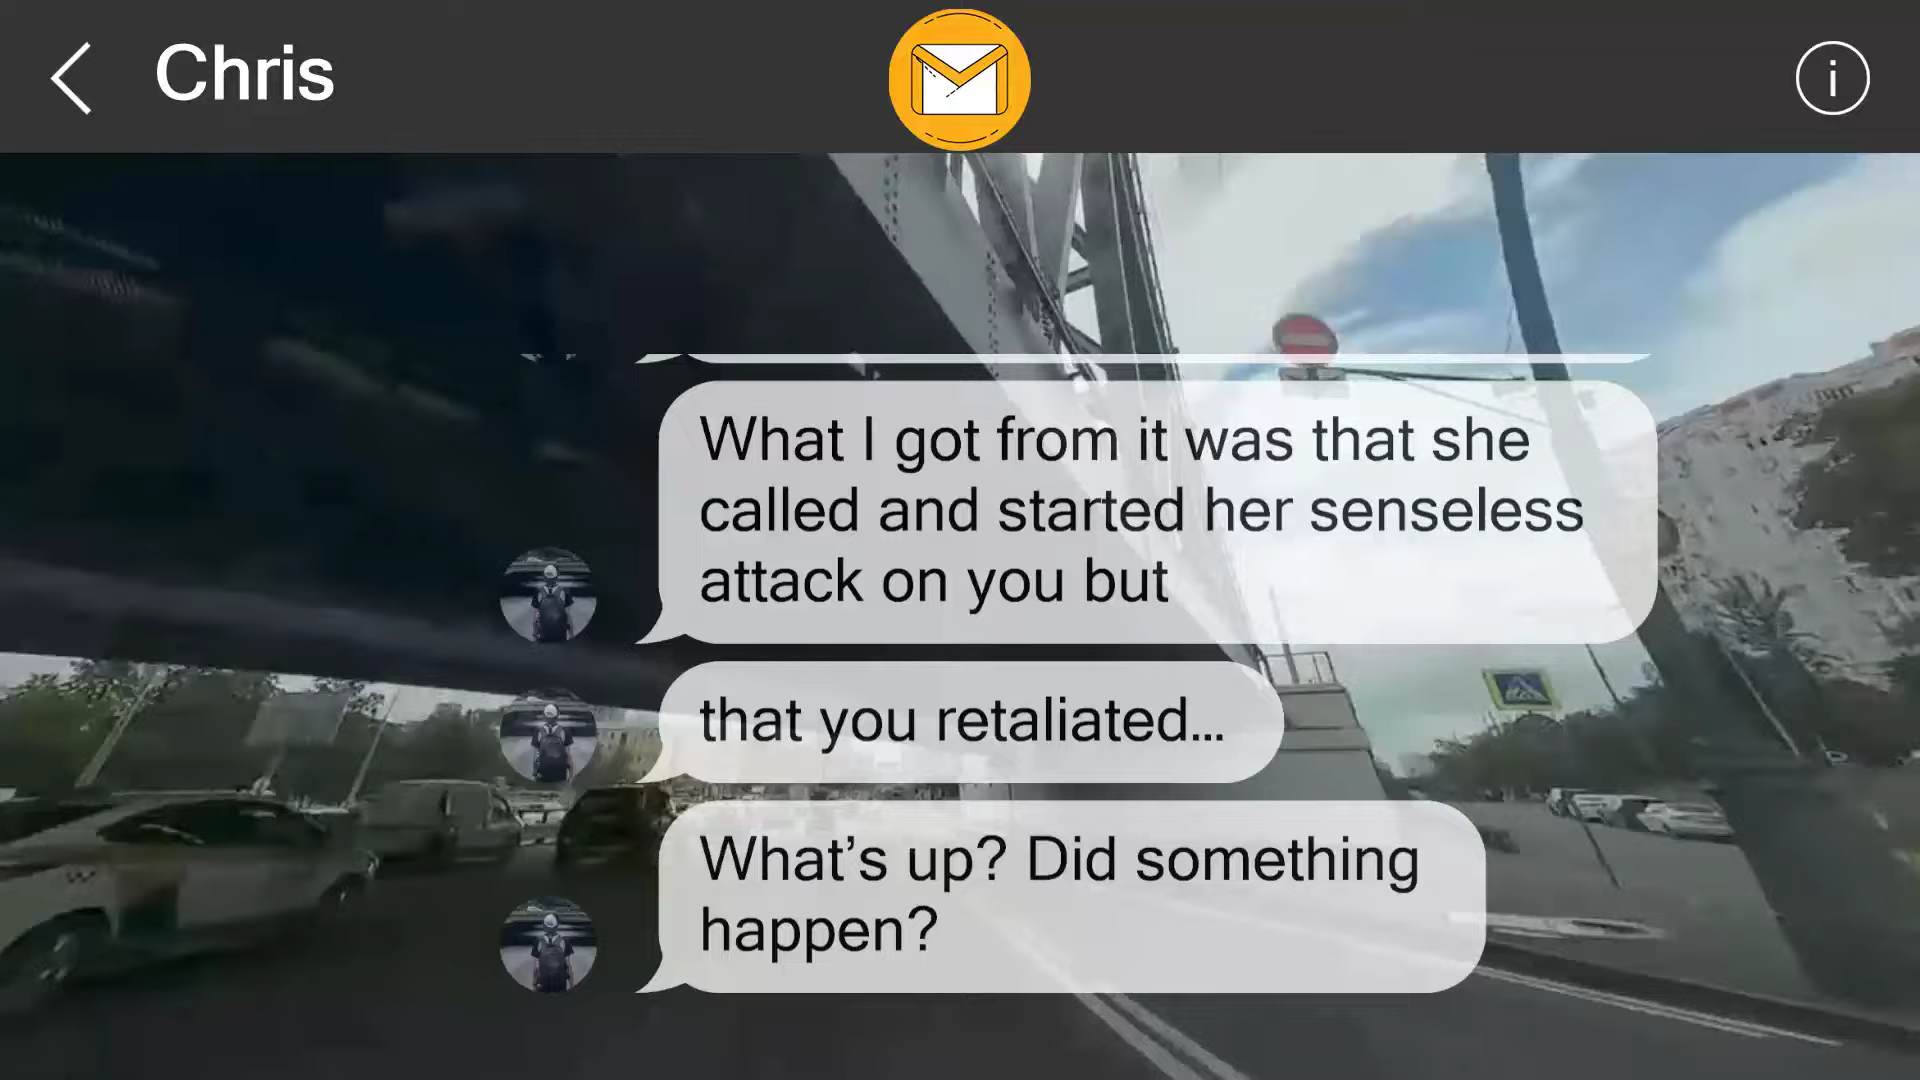 Chris
What I got from it was that she
called and started her senseless
attack on you but
that you retaliated...
What's up? Did something
happen?